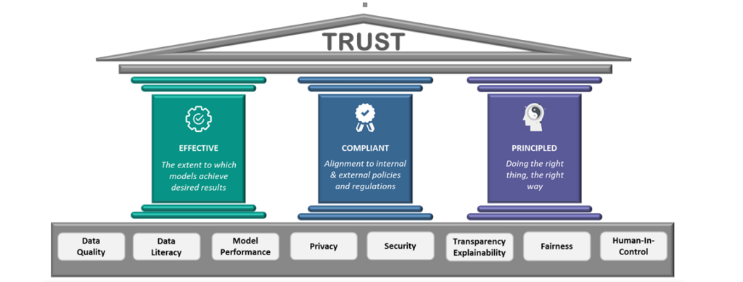 TRUST
EFFECTIVE
The extent to which
models achieve
desired results
COMPLIANT
Alignment to internal
& external policies
and regulations
PRINCIPLED
Doing the right
thing, the right
way
Data
Quality
Data
Literacy
Model
Performance
Privacy
Security
Transparency
Explainability
Fairness
Human-In-
Control